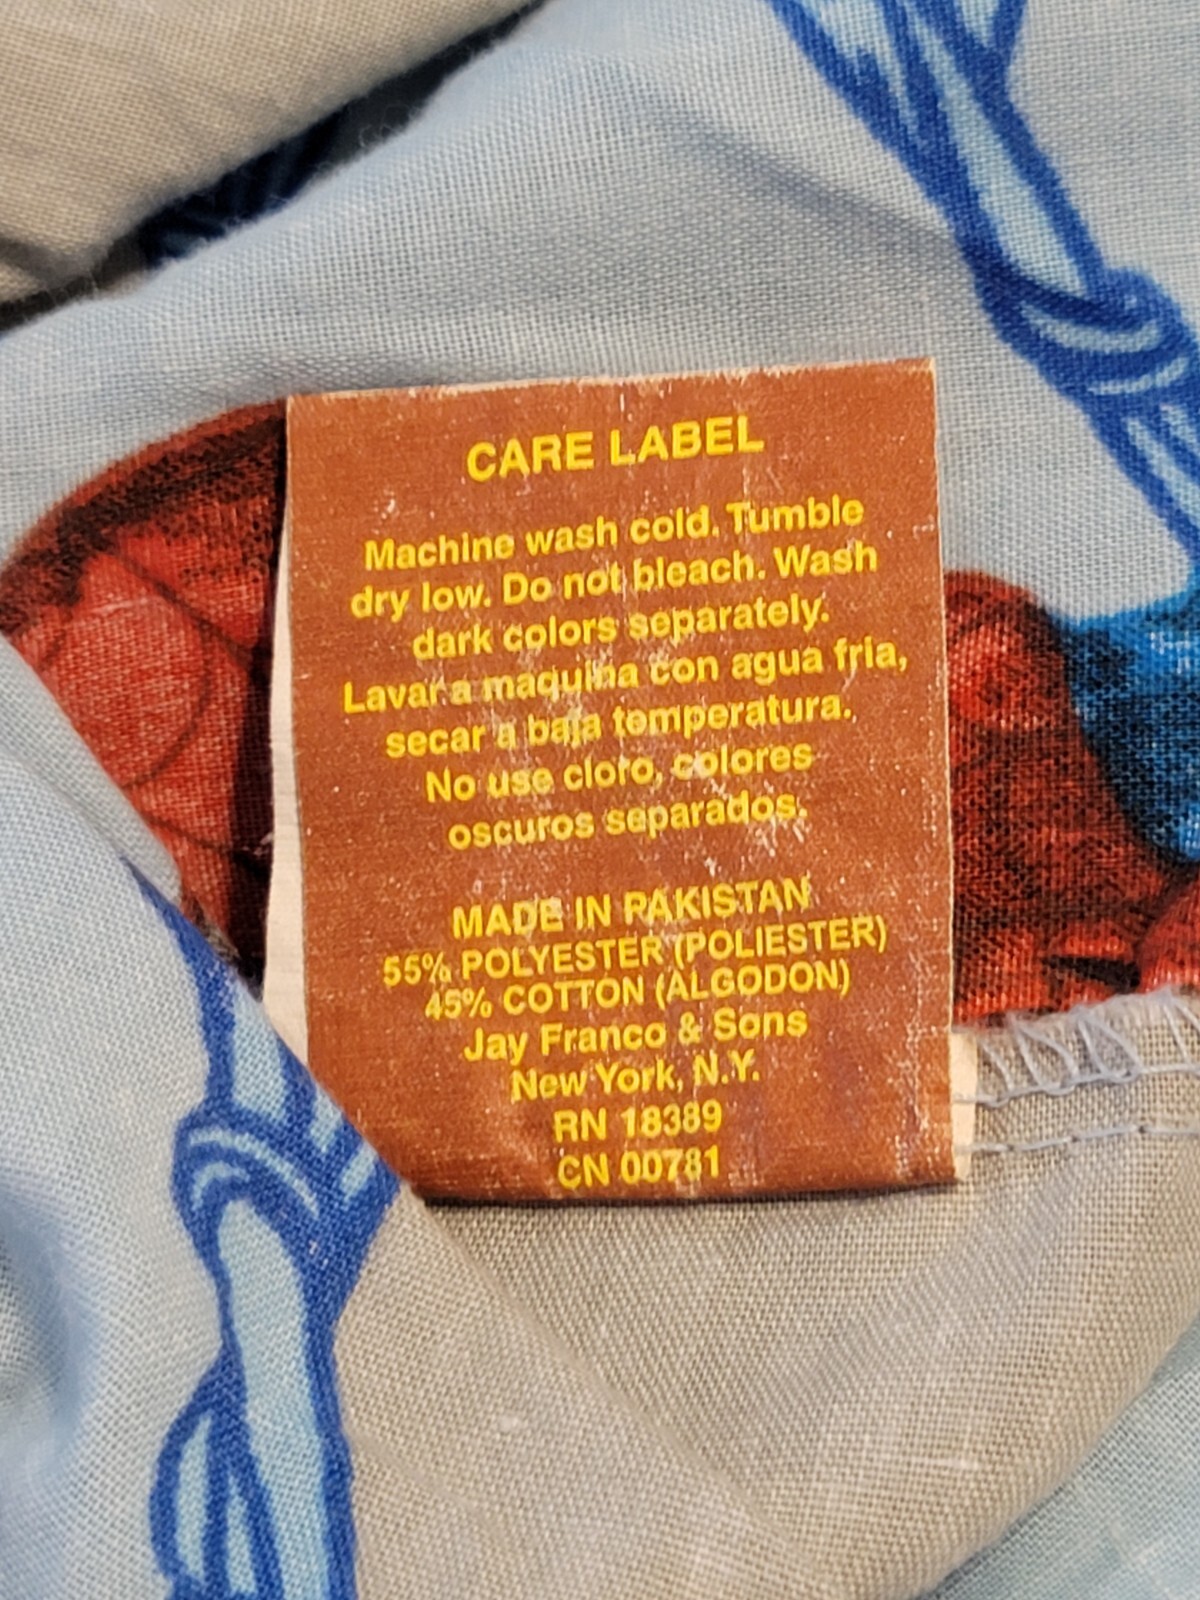 CARE LABEL
Machine wash cold. Tumble
dry low. Do not bleach. Wash
dark colors separately.
Lavar a maquina con agua fria,
secar a baja temperatura.
No use cloro, colores
oscuros separados.
MADE IN PAKISTAN
55% POLYESTER (POLIESTER)
45% COTTON (ALGODON)
Jay Franco & Sons
New York, N.Y.
RN 18389
CN 00781